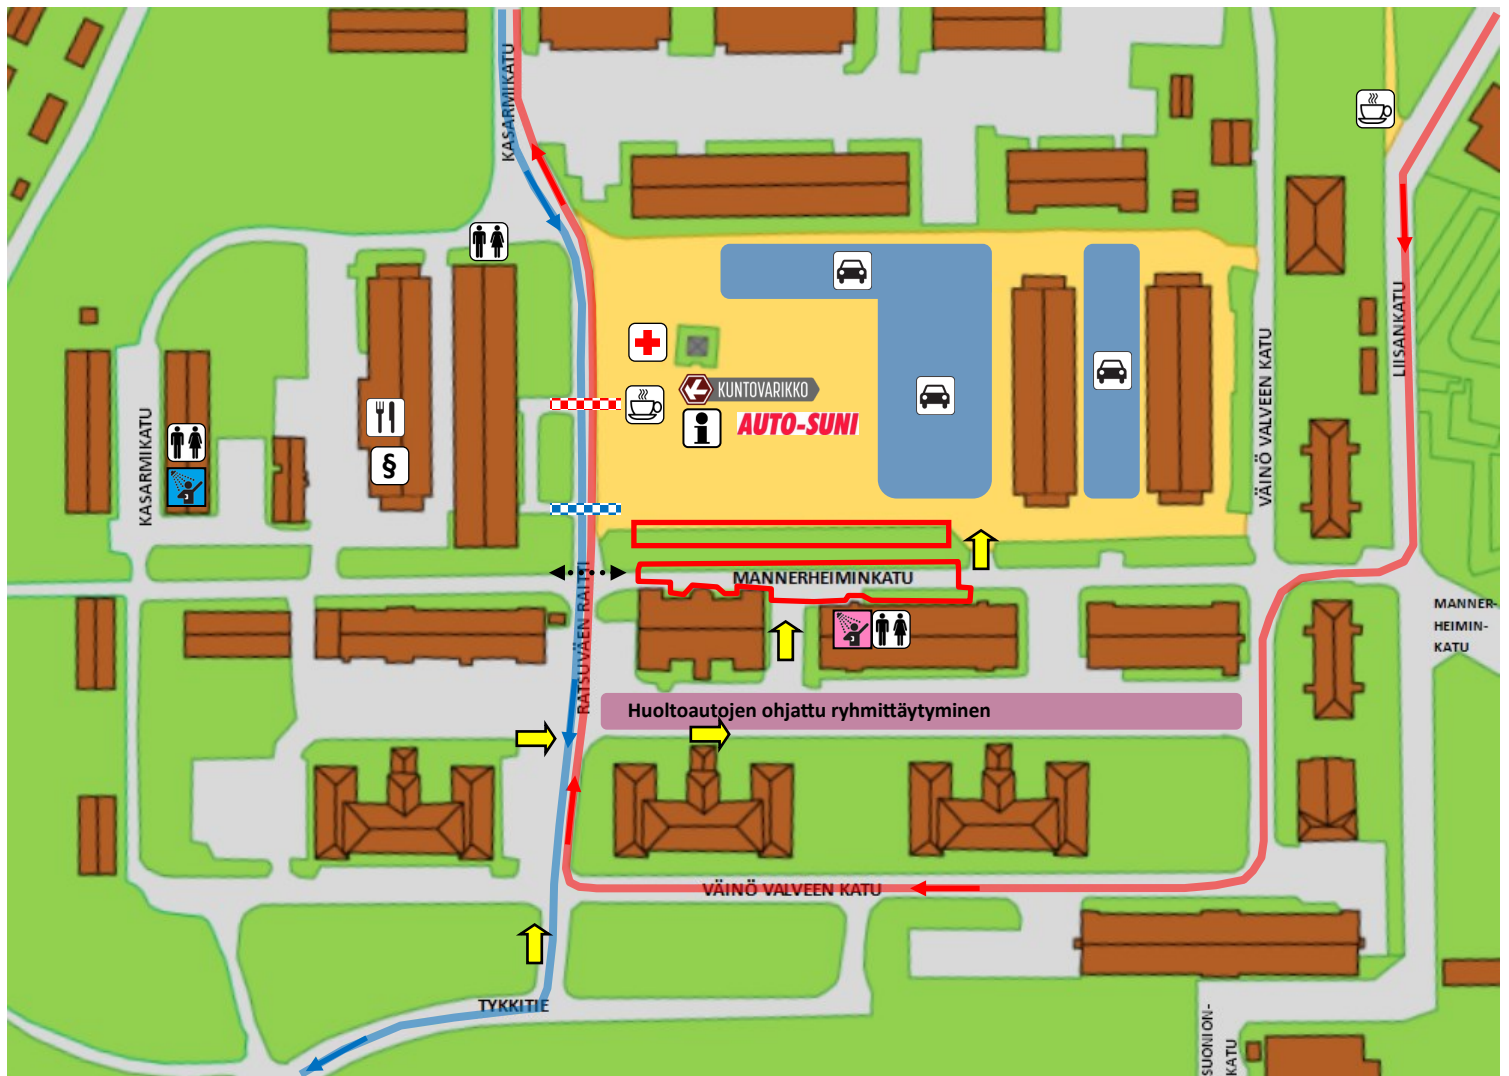 KASARMIKATU
KUNTOVARIKKO
AUTO-SUNI
i
§
KASARMIKATU
VÄINÖ VALVEEN KATU
LIISANKATU
MANNERHEIMINKATU
RATSUVÄEN RAITTI
MANNER-
HEIMIN-
KATU
Huoltoautojen ohjattu ryhmittäytyminen
VÄINÖ VALVEEN KATU
TYKKITIE
SUONION-
KATU